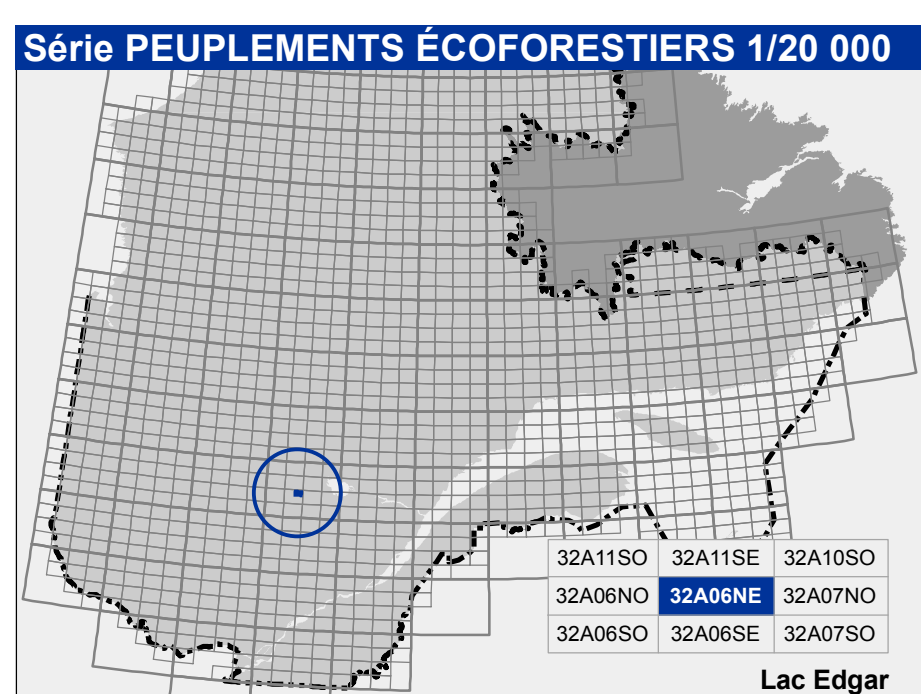 Série PEUPLEMENTS ÉCOFORESTIERS 1/20 000
32A11SO 32A11SE 32A10SO
32A06NO 32A06NE 32A07NO
32A06SO 32A06SE 32A07SO
Lac Edgar